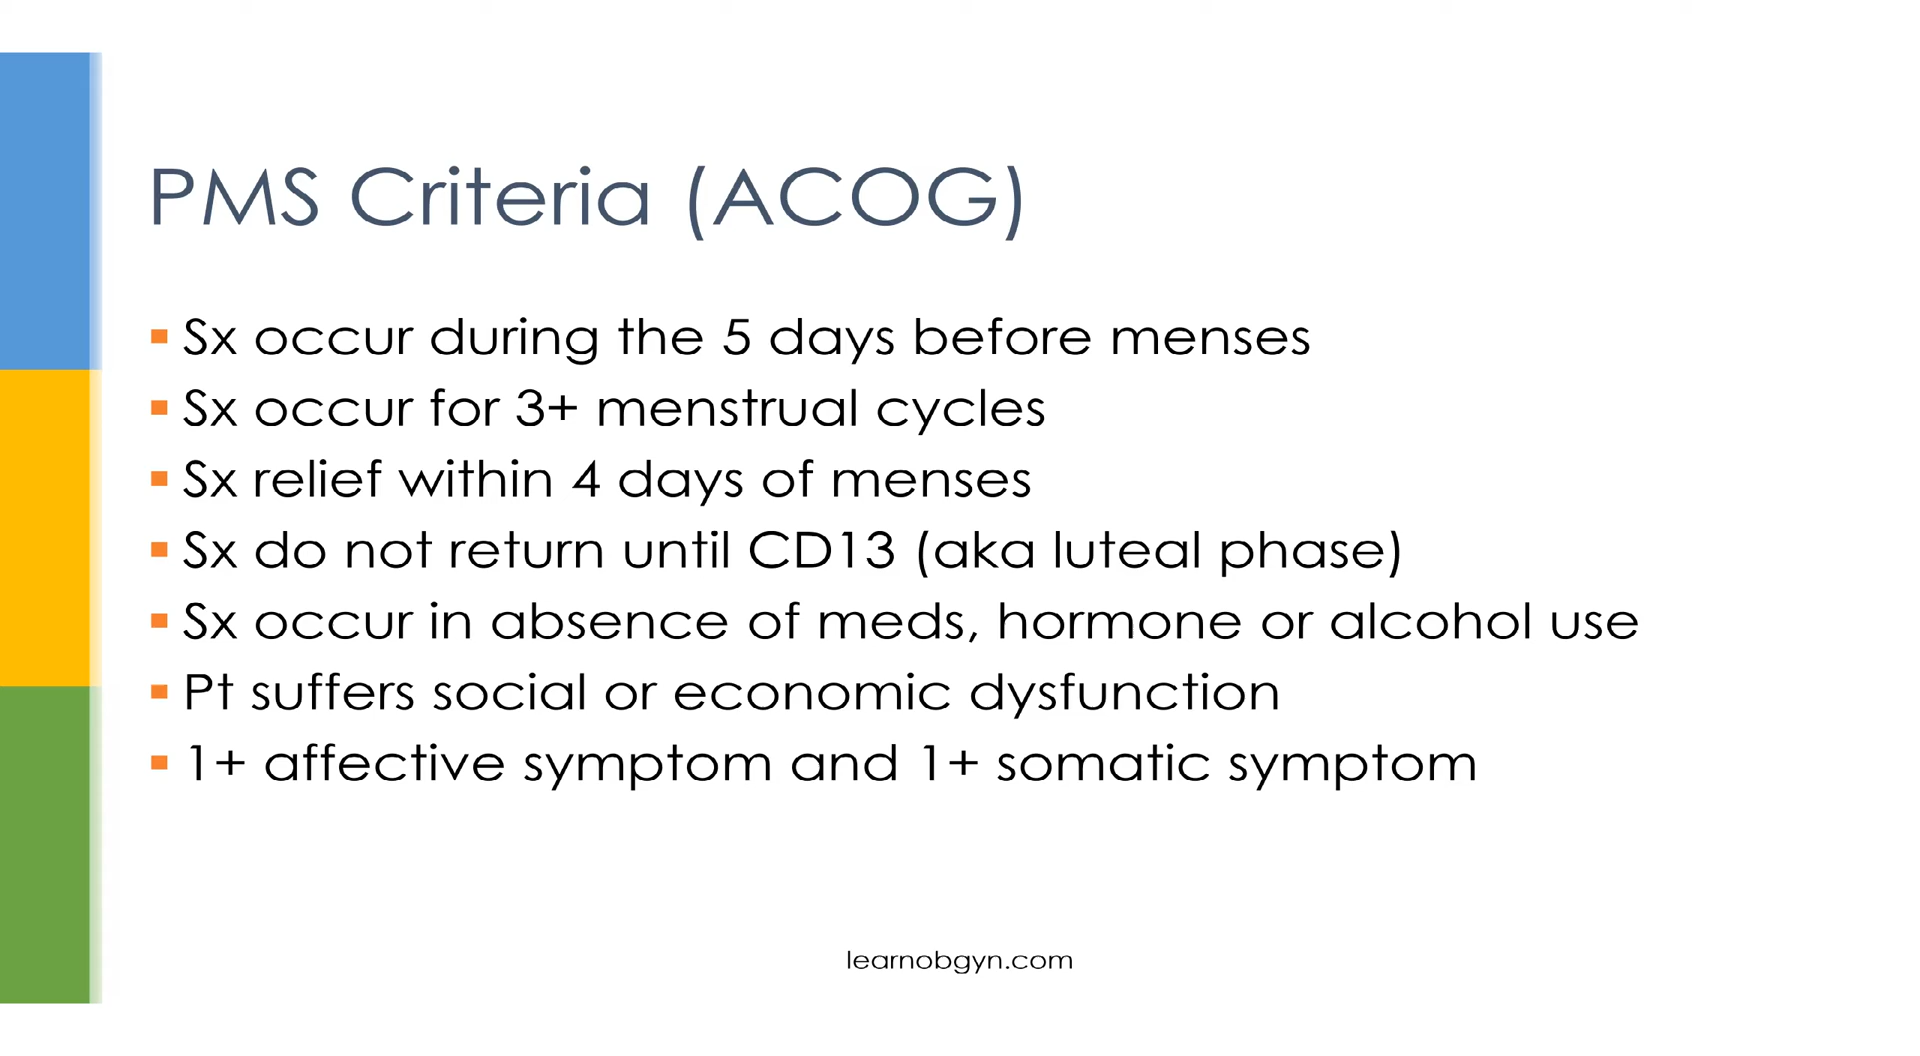 PMS Criteria (ACOG)
Sx occur during the 5 days before menses
Sx occur for 3+ menstrual cycles
Sx relief within 4 days of menses
Sx do not return until CD13 (aka luteal phase)
Sx occur in absence of meds, hormone or alcohol use
Pt suffers social or economic dysfunction
1+ affective symptom and 1+ somatic symptom
learnobgyn.com